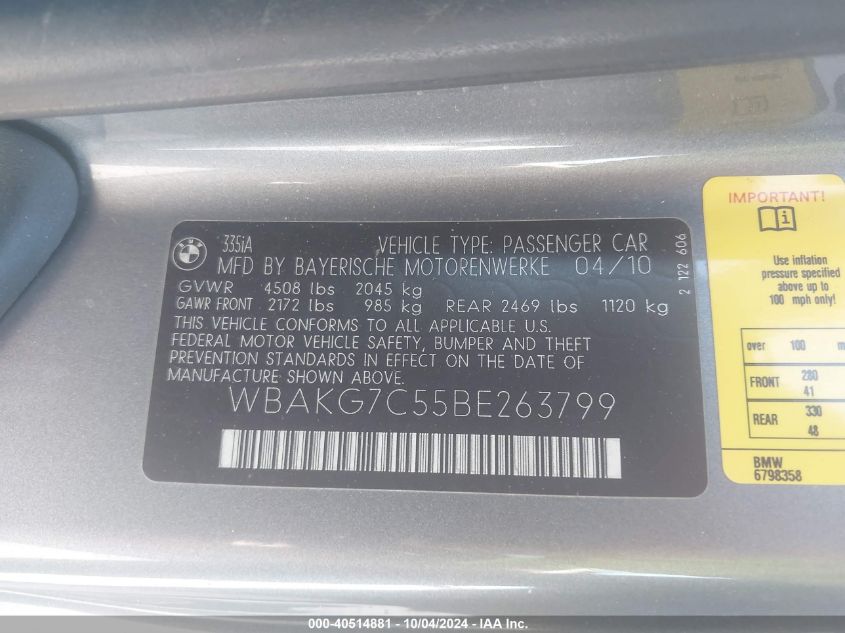 BMW
335iA
VEHICLE TYPE: PASSENGER CAR
MFD BY BAYERISCHE MOTORENWERKE 04/10
GVWR 4508 lbs 2045 kg
GAWR FRONT 2172 lbs 985 kg REAR 2469 lbs 1120 kg
THIS VEHICLE CONFORMS TO ALL APPLICABLE U.S.
FEDERAL MOTOR VEHICLE SAFETY, BUMPER AND THEFT
PREVENTION STANDARDS IN EFFECT ON THE DATE OF
MANUFACTURE SHOWN ABOVE.
WBAKG7C55BE263799
2 122 606
IMPORTANT!
Use inflation
pressure specified
above if up to
100 mph only!
over 100 m
FRONT 280
41
REAR 330
48
BMW
6798358
000-40514881 - 10/04/2024 - IAA Inc.